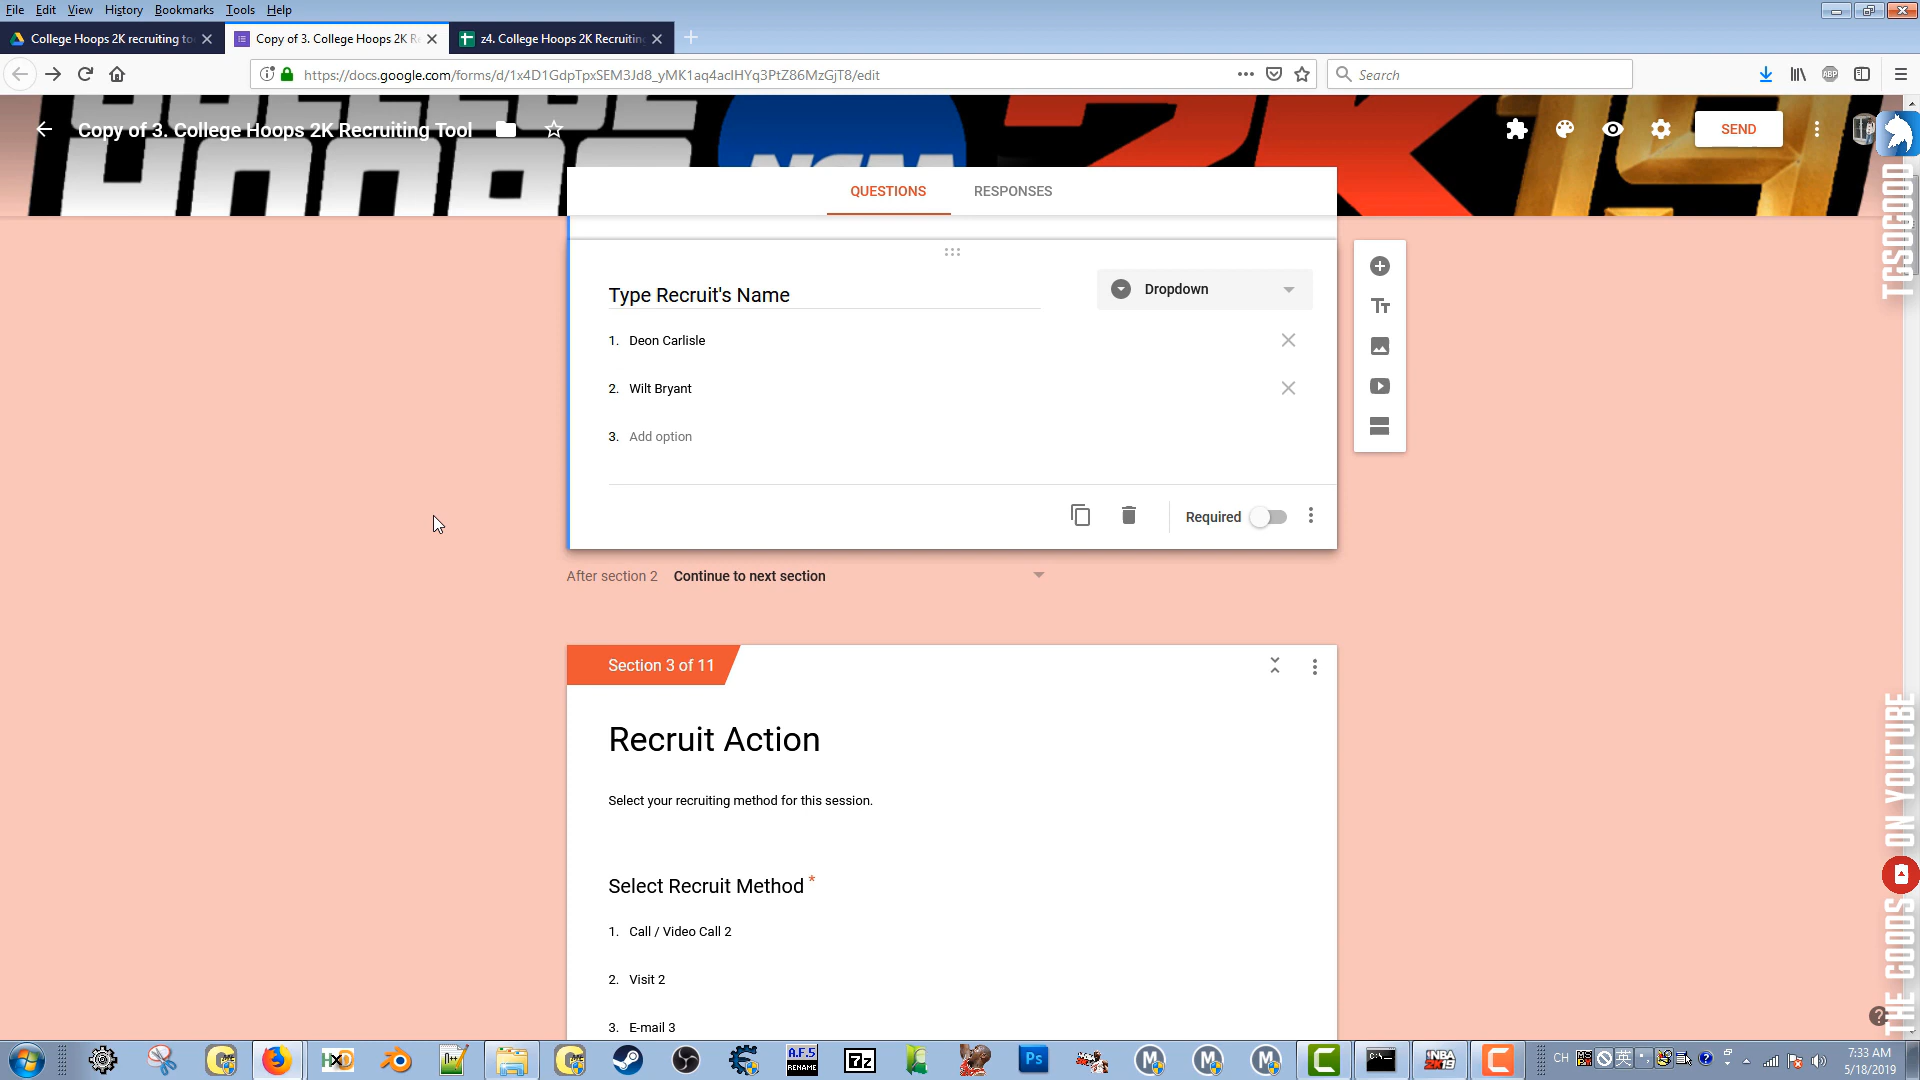 File Edit View History Bookmarks Tools Help
College Hoops 2K recruiting to
Copy of 3. College Hoops 2K R
z4. College Hoops 2K Recruiting
https://docs.google.com/forms/d/1x4D1GdpTpxSEM3Jd8_yMK1aq4acIHYq3PtZ86MzGjT8/edit
Search
Copy of 3. College Hoops 2K Recruiting Tool
SEND
QUESTIONS RESPONSES
TGSGOOD
Type Recruit's Name
Dropdown
1. Deon Carlisle
2. Wilt Bryant
3. Add option
Required
After section 2 Continue to next section
Section 3 of 11
Recruit Action
Select your recruiting method for this session.
Select Recruit Method *
1. Call / Video Call 2
2. Visit 2
3. E-mail 3
THE GOODS ON YOUTUBE
CH
英
7:33 AM
5/18/2019